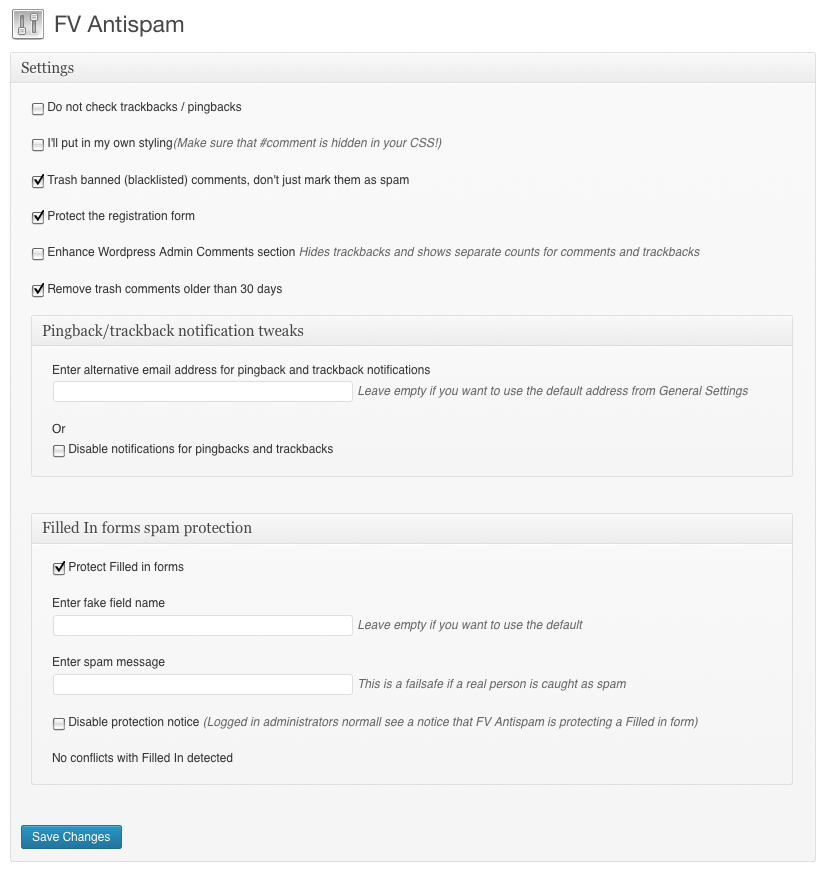 FV Antispam
Settings
Do not check trackbacks / pingbacks
I'll put in my own styling(Make sure that #comment is hidden in your CSS!)
Trash banned (blacklisted) comments, don't just mark them as spam
Protect the registration form
Enhance Wordpress Admin Comments section Hides trackbacks and shows separate counts for comments and trackbacks
Remove trash comments older than 30 days
Pingback/trackback notification tweaks
Enter alternative email address for pingback and trackback notifications
Leave empty if you want to use the default address from General Settings
Or
Disable notifications for pingbacks and trackbacks
Filled In forms spam protection
Protect Filled in forms
Enter fake field name
Leave empty if you want to use the default
Enter spam message
This is a failsafe if a real person is caught as spam
Disable protection notice (Logged in administrators normall see a notice that FV Antispam is protecting a Filled in form)
No conflicts with Filled In detected
Save Changes